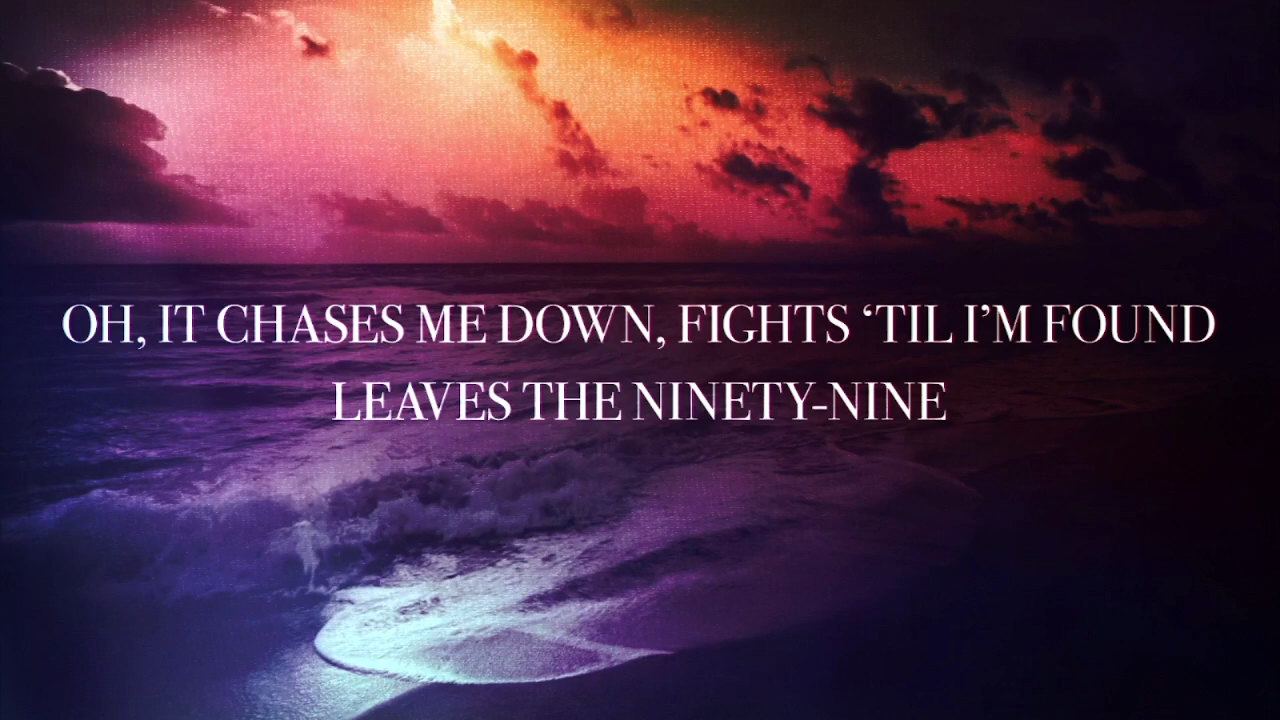 OH, IT CHASES ME DOWN, FIGHTS ‘TIL I’M FOUND
LEAVES THE NINETY-NINE